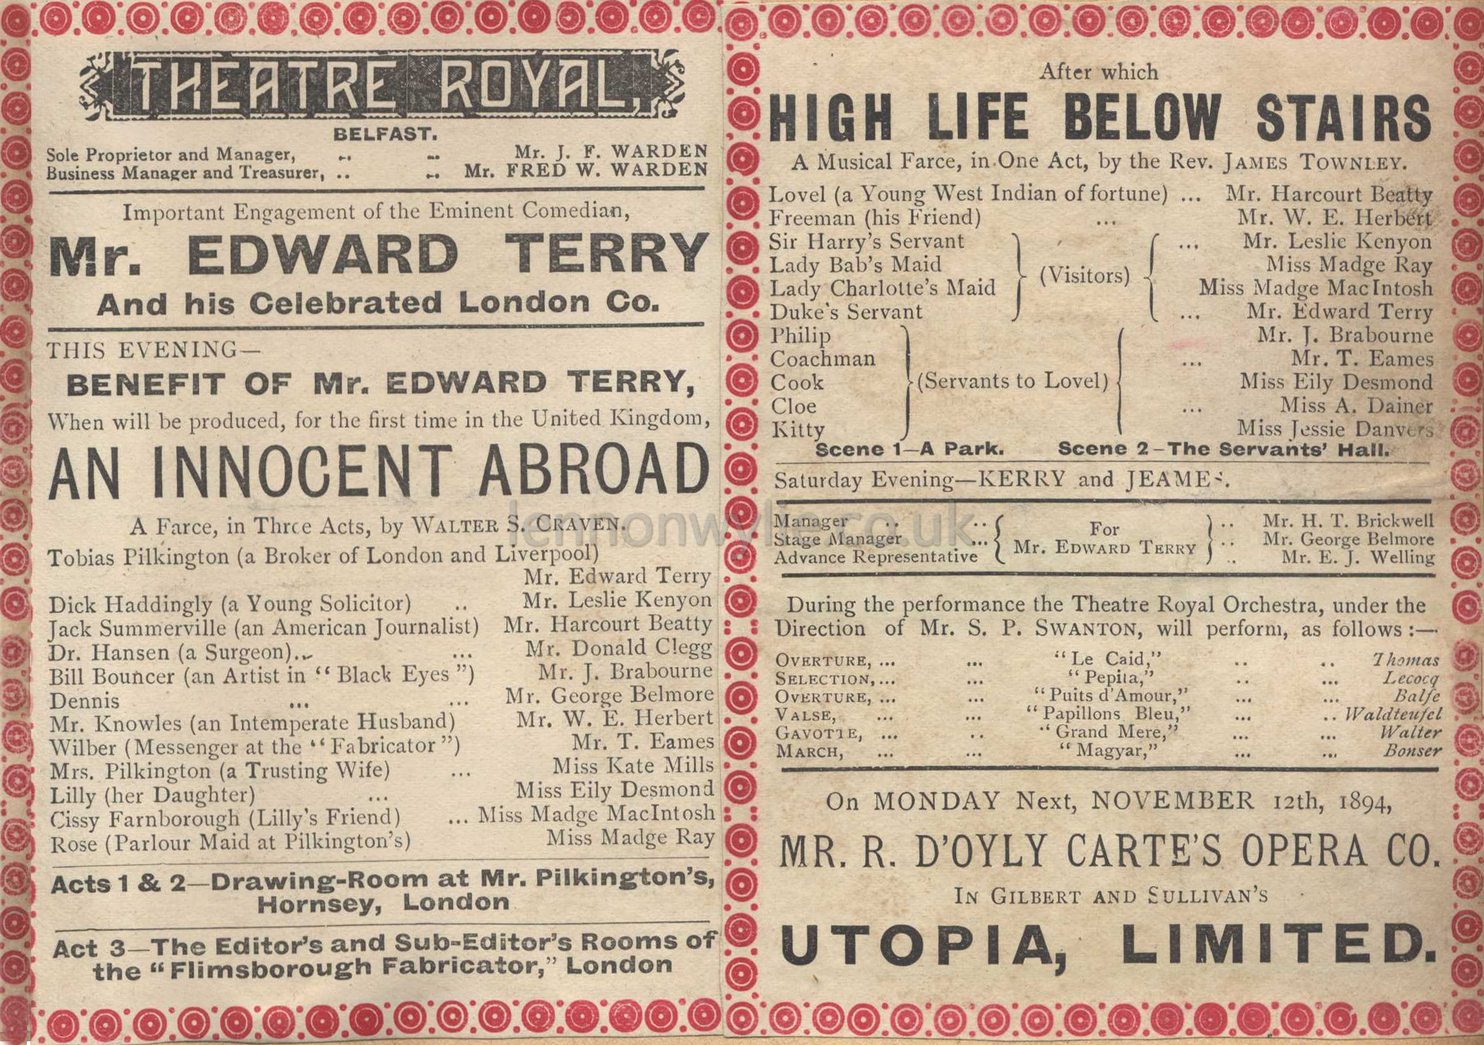 THEATRE ROYAL,
BELFAST.
Sole Proprietor and Manager, .. .. Mr. J. F. WARDEN
Business Manager and Treasurer, .. .. Mr. FRED W. WARDEN
Important Engagement of the Eminent Comedian,
Mr. EDWARD TERRY
And his Celebrated London Co.
THIS EVENING—
BENEFIT OF Mr. EDWARD TERRY,
When will be produced, for the first time in the United Kingdom,
AN INNOCENT ABROAD
A Farce, in Three Acts, by WALTER S. CRAVEN.
Tobias Pilkington (a Broker of London and Liverpool)
Mr. Edward Terry
Dick Haddingly (a Young Solicitor) .. Mr. Leslie Kenyon
Jack Summerville (an American Journalist) Mr. Harcourt Beatty
Dr. Hansen (a Surgeon).. ... Mr. Donald Clegg
Bill Bouncer (an Artist in "Black Eyes") Mr. J. Brabourne
Dennis ... ... Mr. George Belmore
Mr. Knowles (an Intemperate Husband) Mr. W. E. Herbert
Wilber (Messenger at the "Fabricator") Mr. T. Eames
Mrs. Pilkington (a Trusting Wife) ... Miss Kate Mills
Lilly (her Daughter) ... Miss Eily Desmond
Cissy Farnborough (Lilly's Friend) ... Miss Madge MacIntosh
Rose (Parlour Maid at Pilkington's) Miss Madge Ray
Acts 1 & 2—Drawing-Room at Mr. Pilkington's,
Hornsey, London
Act 3—The Editor's and Sub-Editor's Rooms of
the "Flimsborough Fabricator," London
After which
HIGH LIFE BELOW STAIRS
A Musical Farce, in One Act, by the Rev. JAMES TOWNLEY.
Lovel (a Young West Indian of fortune) ... Mr. Harcourt Beatty
Freeman (his Friend) ... Mr. W. E. Herbert
Sir Harry's Servant ... Mr. Leslie Kenyon
Lady Bab's Maid Miss Madge Ray
(Visitors)
Lady Charlotte's Maid Miss Madge MacIntosh
Duke's Servant ... Mr. Edward Terry
Philip Mr. J. Brabourne
Coachman ... Mr. T. Eames
Cook (Servants to Lovel) Miss Eily Desmond
Cloe ... Miss A. Dainer
Kitty Miss Jessie Danvers
Scene 1—A Park. Scene 2—The Servants' Hall.
Saturday Evening—KERRY and JEAMES.
Manager .. .. Mr. H. T. Brickwell
Stage Manager ... For Mr. EDWARD TERRY .. Mr. George Belmore
Advance Representative .. Mr. E. J. Welling
lennonwylie.co.uk
During the performance the Theatre Royal Orchestra, under the
Direction of Mr. S. P. SWANTON, will perform, as follows:—
OVERTURE, ... ... "Le Caid," .. .. Thomas
SELECTION,... ... "Pepita," .. ... Lecocq
OVERTURE, ... ... "Puits d'Amour," ... ... Balfe
VALSE, ... ... "Papillons Bleu," ... .. Waldteufel
GAVOTTE, ... .. "Grand Mere," ... ... Walter
MARCH, ... ... "Magyar," ... ... Bonser
On MONDAY Next, NOVEMBER 12th, 1894,
MR. R. D'OYLY CARTE'S OPERA CO.
IN GILBERT AND SULLIVAN'S
UTOPIA, LIMITED.